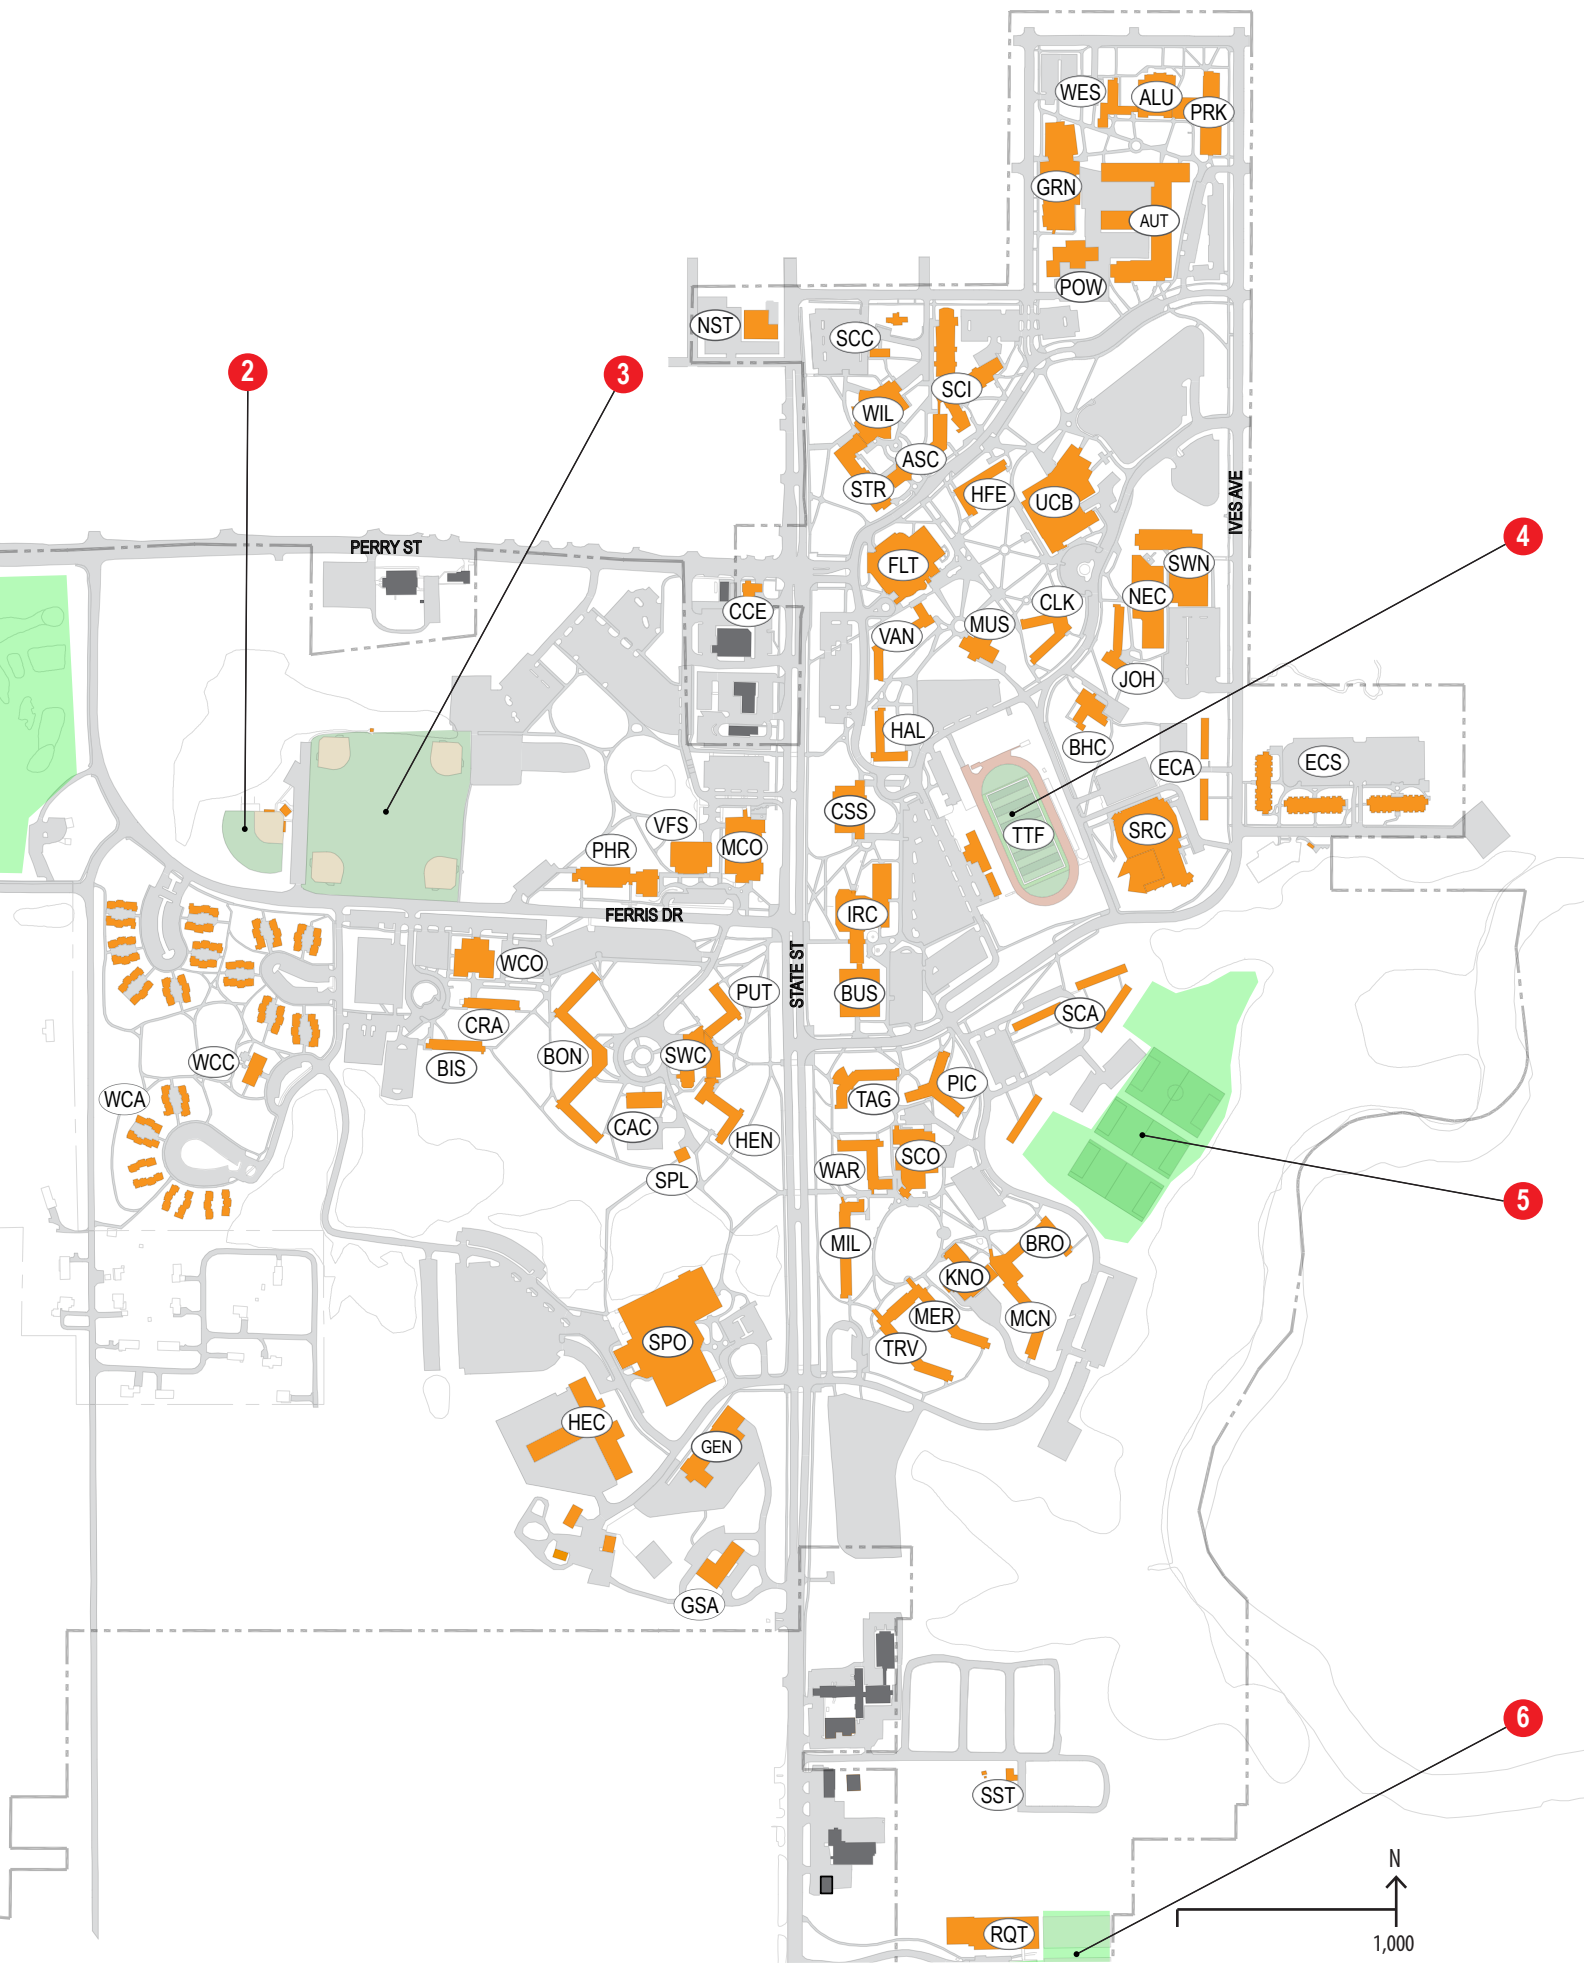 WES
ALU
PRK
GRN
AUT
POW
NST
SCC
2
3
SCI
WIL
ASC
STR
HFE
UCB
IVES AVE
PERRY ST
4
FLT
SWN
NEC
CCE
CLK
VAN
MUS
JOH
HAL
BHC
ECA
ECS
CSS
VFS
MCO
TTF
SRC
PHR
FERRIS DR
IRC
WCO
STATE ST
PUT
BUS
SCA
CRA
BON
SWC
WCC
BIS
PIC
WCA
TAG
CAC
HEN
SCO
WAR
SPL
5
MIL
BRO
KNO
MER
MCN
SPO
TRV
HEC
GEN
GSA
6
SST
N
RQT
1,000